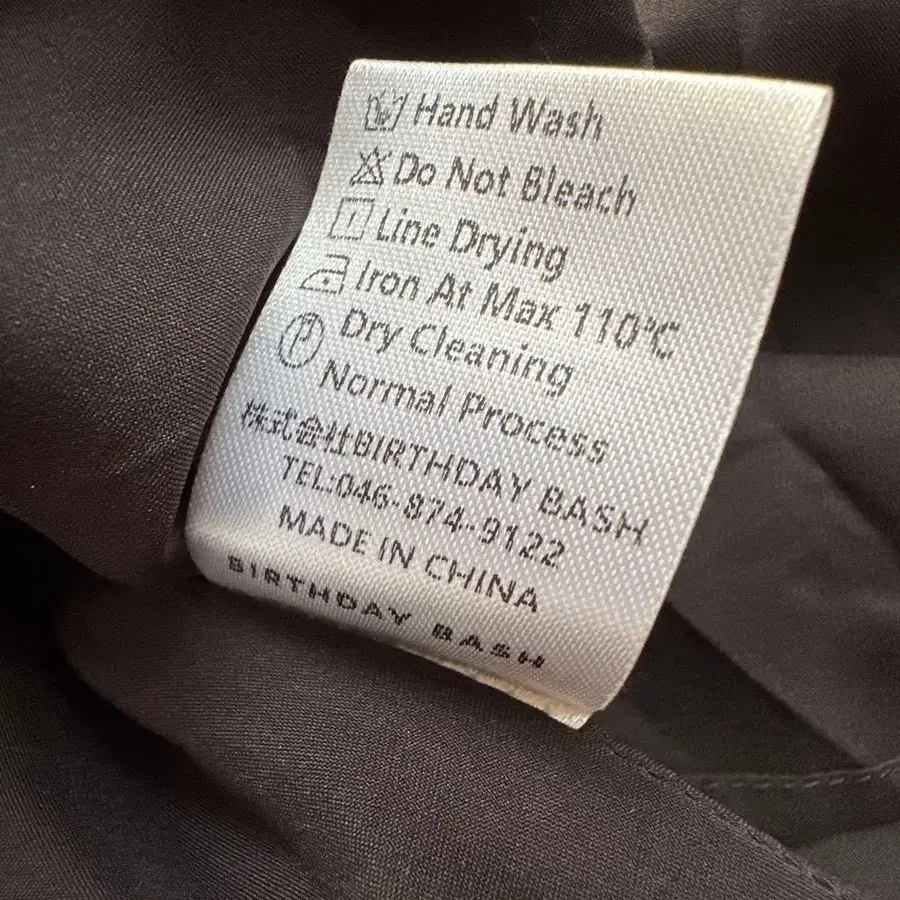 Hand Wash
Do Not Bleach
Line Drying
Iron At Max 110℃
P Dry Cleaning
Normal Process
株式会社BIRTHDAY BASH
TEL:046-874-9122
MADE IN CHINA
BIRTHDAY BASH